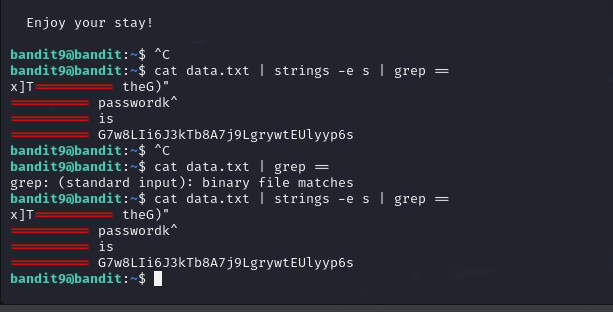 Enjoy your stay!
bandit9@bandit:~$ ^C
bandit9@bandit:~$ cat data.txt | strings -e s | grep ==
x]T========== theG)"
========== passwordk^
========== is
========== G7w8LIi6J3kTb8A7j9LgrywtEUlyyp6s
bandit9@bandit:~$ ^C
bandit9@bandit:~$ cat data.txt | grep ==
grep: (standard input): binary file matches
bandit9@bandit:~$ cat data.txt | strings -e s | grep ==
x]T========== theG)"
========== passwordk^
========== is
========== G7w8LIi6J3kTb8A7j9LgrywtEUlyyp6s
bandit9@bandit:~$